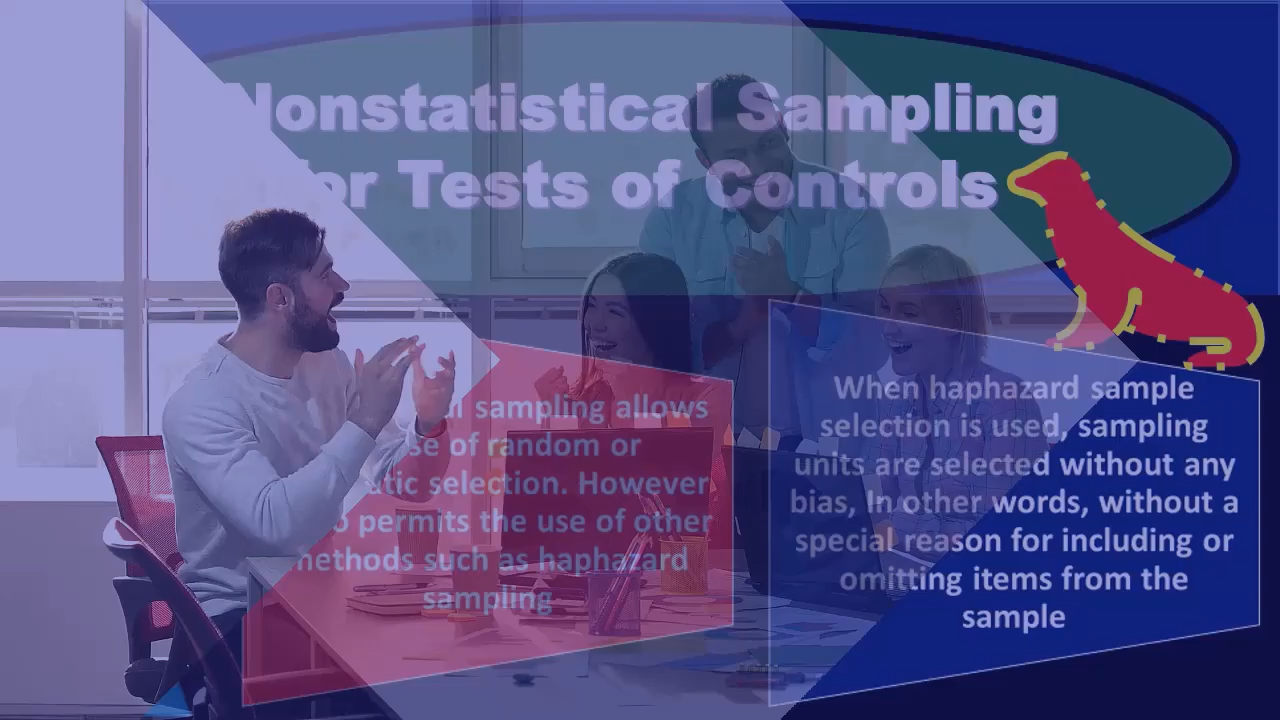 Nonstatistical Sampling
for Tests of Controls
sampling allows
of random or
selection. However
permits the use of other
methods such as haphazard
sampling
When haphazard sample
selection is used, sampling
units are selected without any
bias, In other words, without a
special reason for including or
omitting items from the
sample